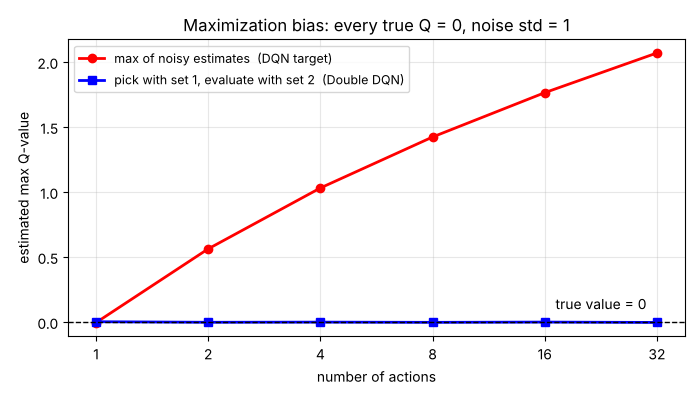 Maximization bias: every true Q = 0, noise std = 1
max of noisy estimates  (DQN target)
pick with set 1, evaluate with set 2  (Double DQN)
estimated max Q-value
2.0
1.5
1.0
0.5
0.0
true value = 0
1 2 4 8 16 32
number of actions